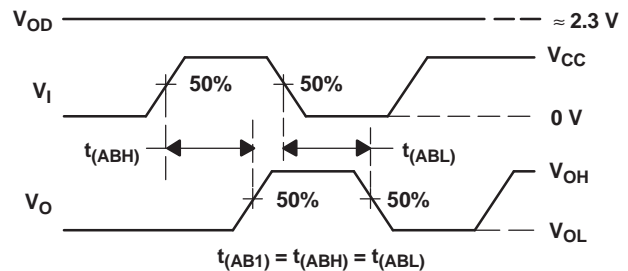 VOD ≈ 2.3 V
VCC
VI 50% 50%
0 V
t(ABH) t(ABL)
VOH
VO 50% 50%
VOL
t(AB1) = t(ABH) = t(ABL)